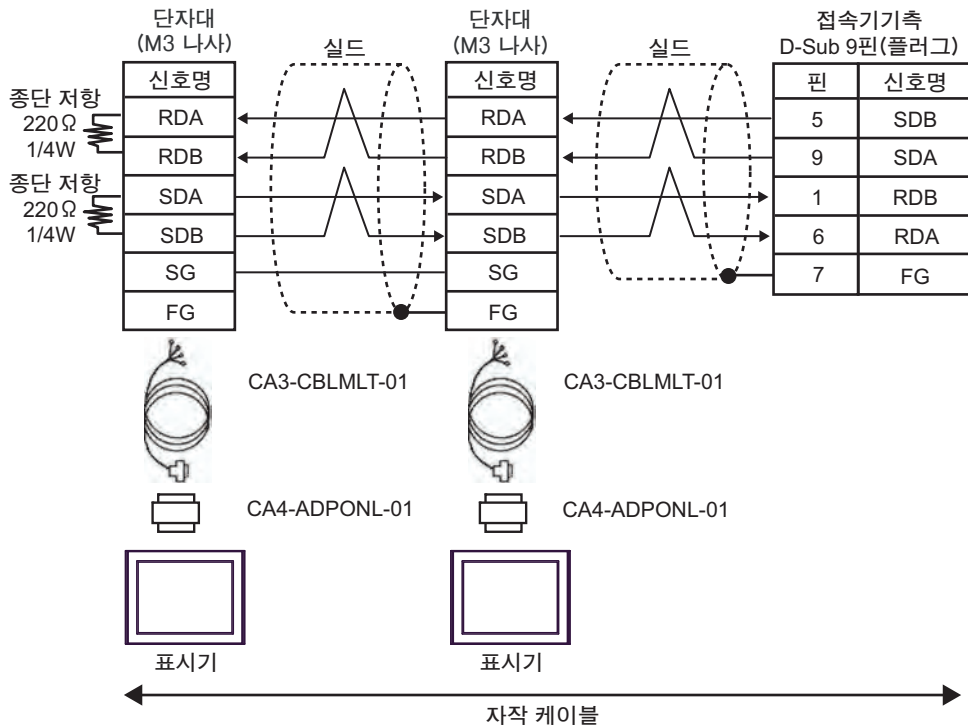 단자대
(M3 나사)
실드
단자대
(M3 나사)
실드
접속기기측
D-Sub 9핀(플러그)
종단 저항
220Ω
1/4W
종단 저항
220Ω
1/4W
신호명
RDA
RDB
SDA
SDB
SG
FG
신호명
RDA
RDB
SDA
SDB
SG
FG
핀 신호명
5 SDB
9 SDA
1 RDB
6 RDA
7 FG
CA3-CBLMLT-01
CA3-CBLMLT-01
CA4-ADPONL-01
CA4-ADPONL-01
표시기
표시기
자작 케이블